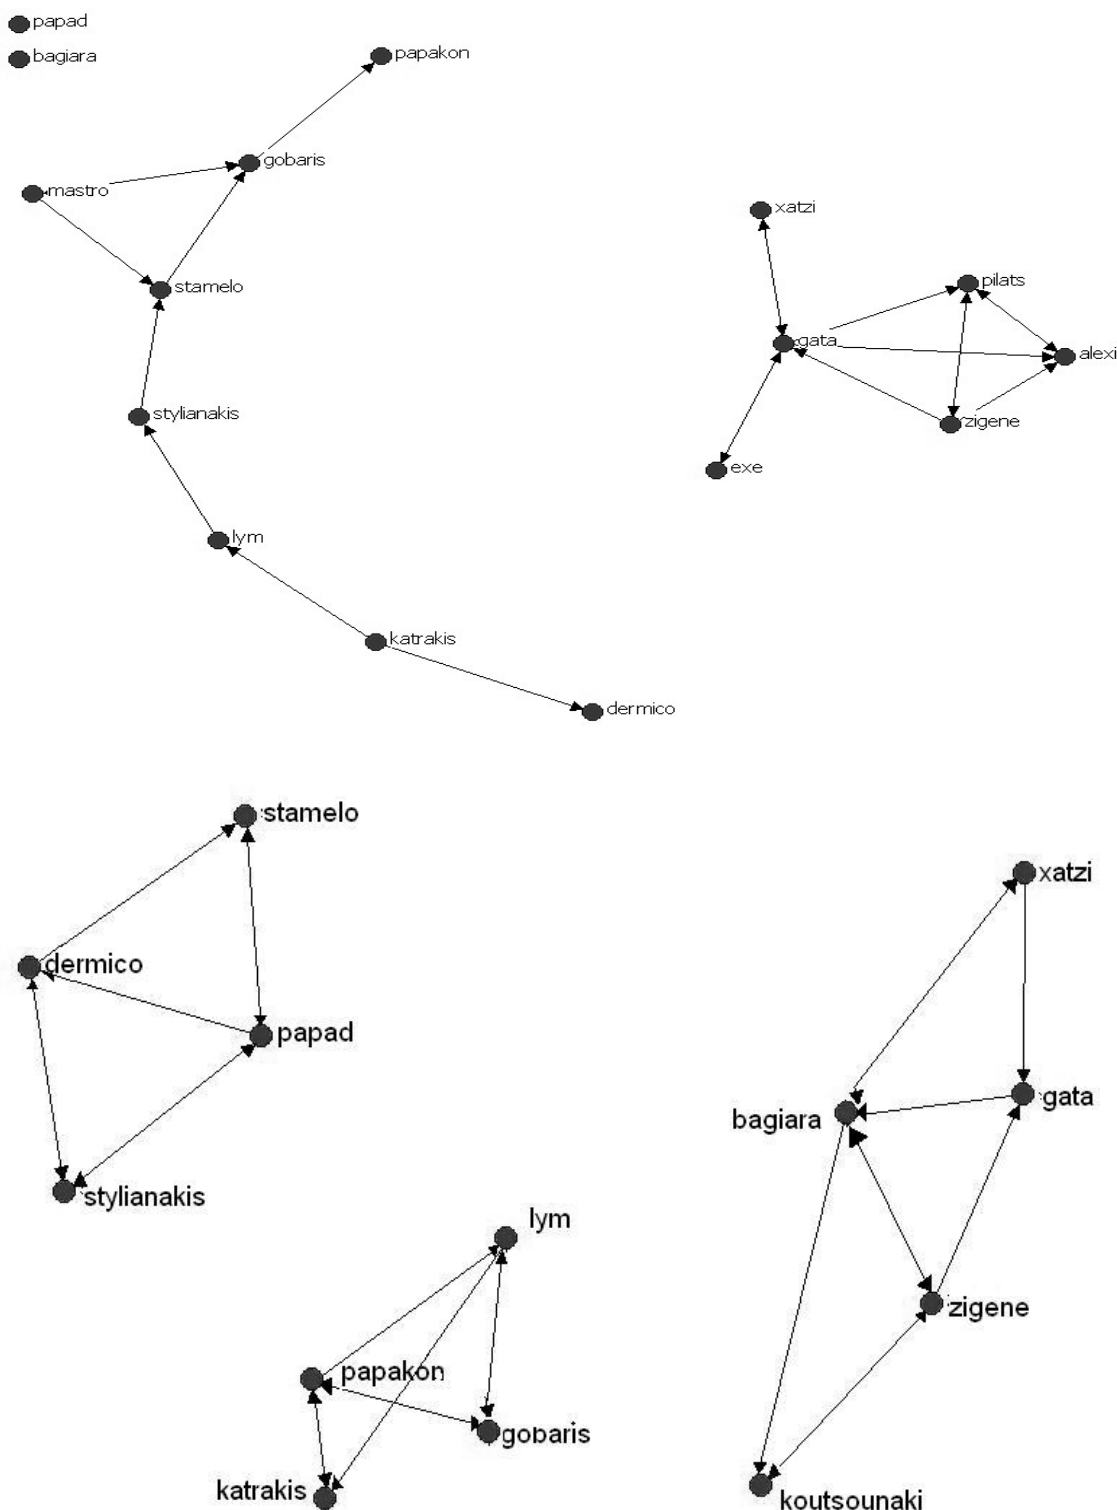 papad
bagiara
papakon
gobaris
mastro
stamelo
stylianakis
lym
katrakis
dermico
xatzi
pilats
gata
alexi
zigene
exe
stamelo
dermico
papad
stylianakis
lym
papakon
gobaris
katrakis
xatzi
gata
bagiara
zigene
koutsounaki